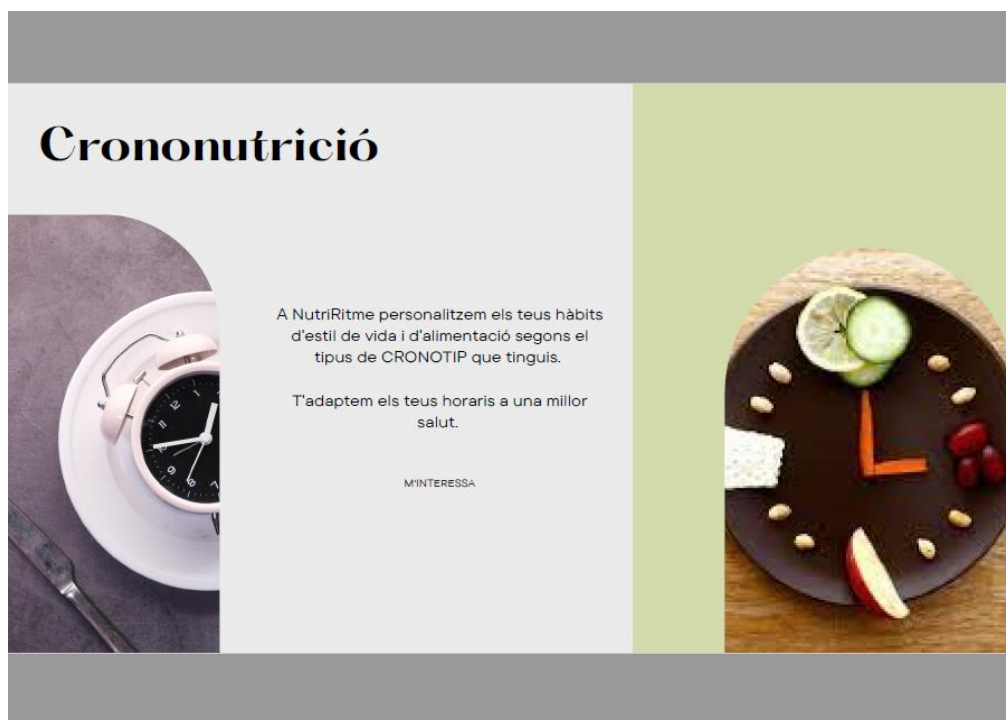 Crononutrició
A NutriRitme personalitzem els teus hàbits
d'estil de vida i d'alimentació segons el
tipus de CRONOTIP que tinguis.
T'adaptem els teus horaris a una millor
salut.
M'INTERESSA